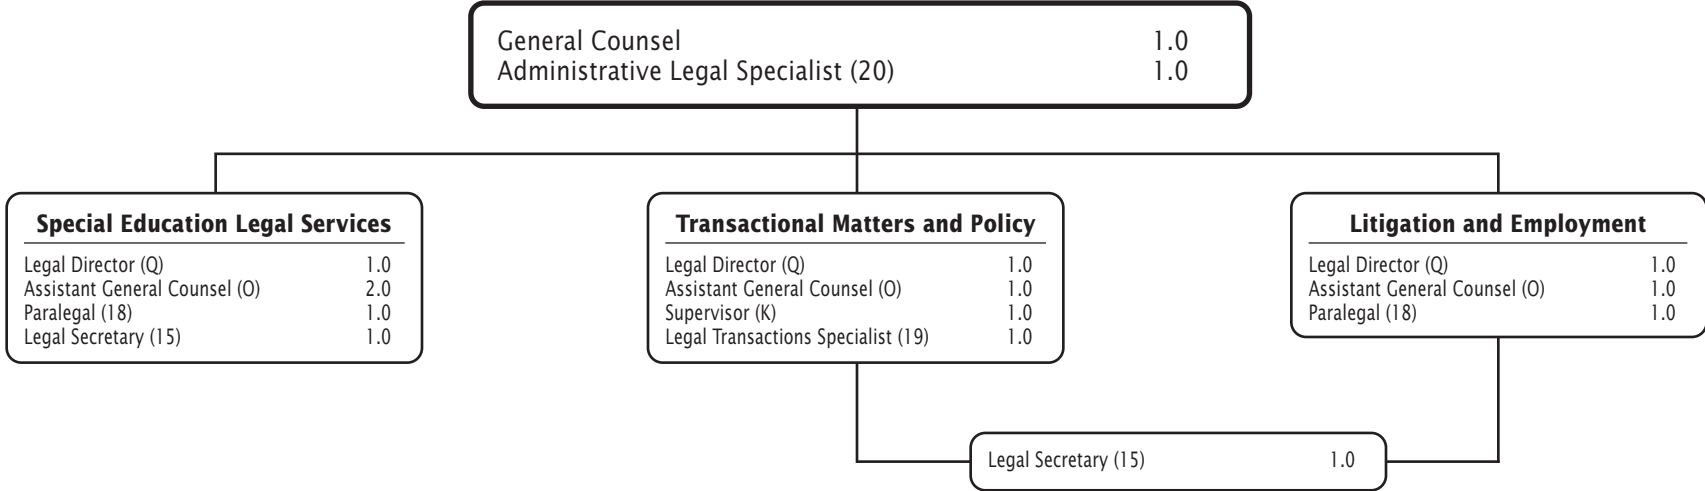 General Counsel 1.0
Administrative Legal Specialist (20) 1.0
Special Education Legal Services
Legal Director (Q) 1.0
Assistant General Counsel (O) 2.0
Paralegal (18) 1.0
Legal Secretary (15) 1.0
Transactional Matters and Policy
Legal Director (Q) 1.0
Assistant General Counsel (O) 1.0
Supervisor (K) 1.0
Legal Transactions Specialist (19) 1.0
Litigation and Employment
Legal Director (Q) 1.0
Assistant General Counsel (O) 1.0
Paralegal (18) 1.0
Legal Secretary (15) 1.0